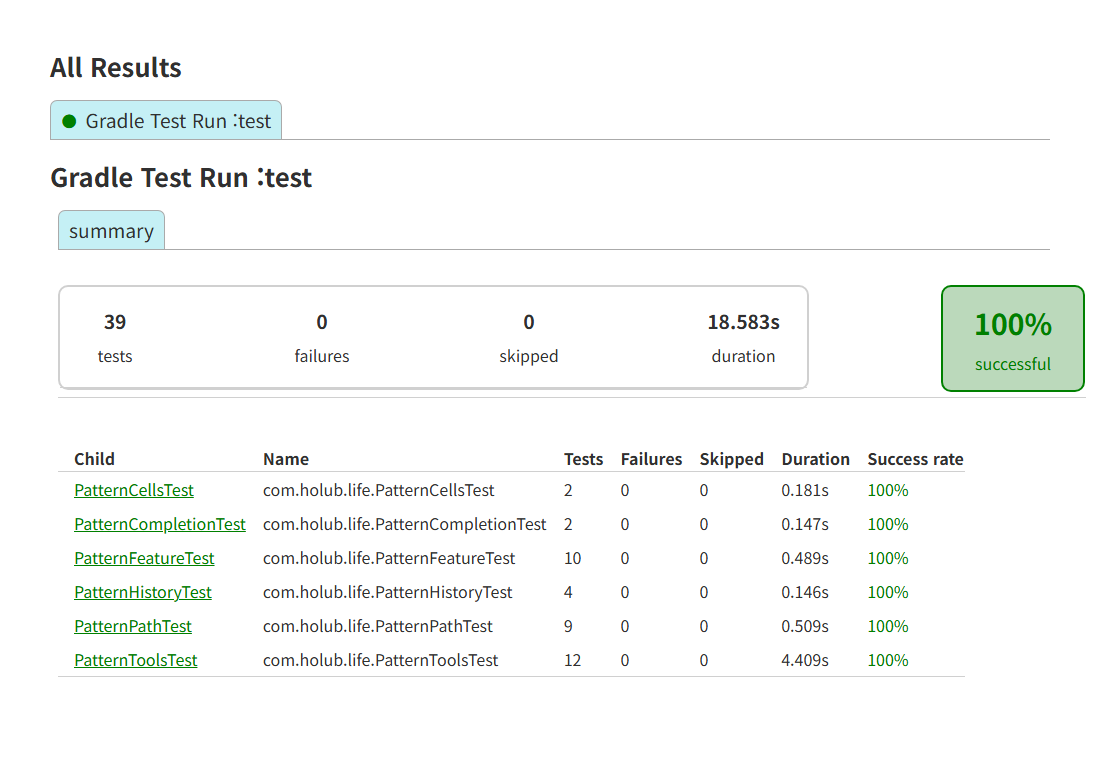 All Results
Gradle Test Run :test
Gradle Test Run :test
summary
39 0 0 18.583s
tests failures skipped duration
100%
successful
Child Name Tests Failures Skipped Duration Success rate
PatternCellsTest com.holub.life.PatternCellsTest 2 0 0 0.181s 100%
PatternCompletionTest com.holub.life.PatternCompletionTest 2 0 0 0.147s 100%
PatternFeatureTest com.holub.life.PatternFeatureTest 10 0 0 0.489s 100%
PatternHistoryTest com.holub.life.PatternHistoryTest 4 0 0 0.146s 100%
PatternPathTest com.holub.life.PatternPathTest 9 0 0 0.509s 100%
PatternToolsTest com.holub.life.PatternToolsTest 12 0 0 4.409s 100%